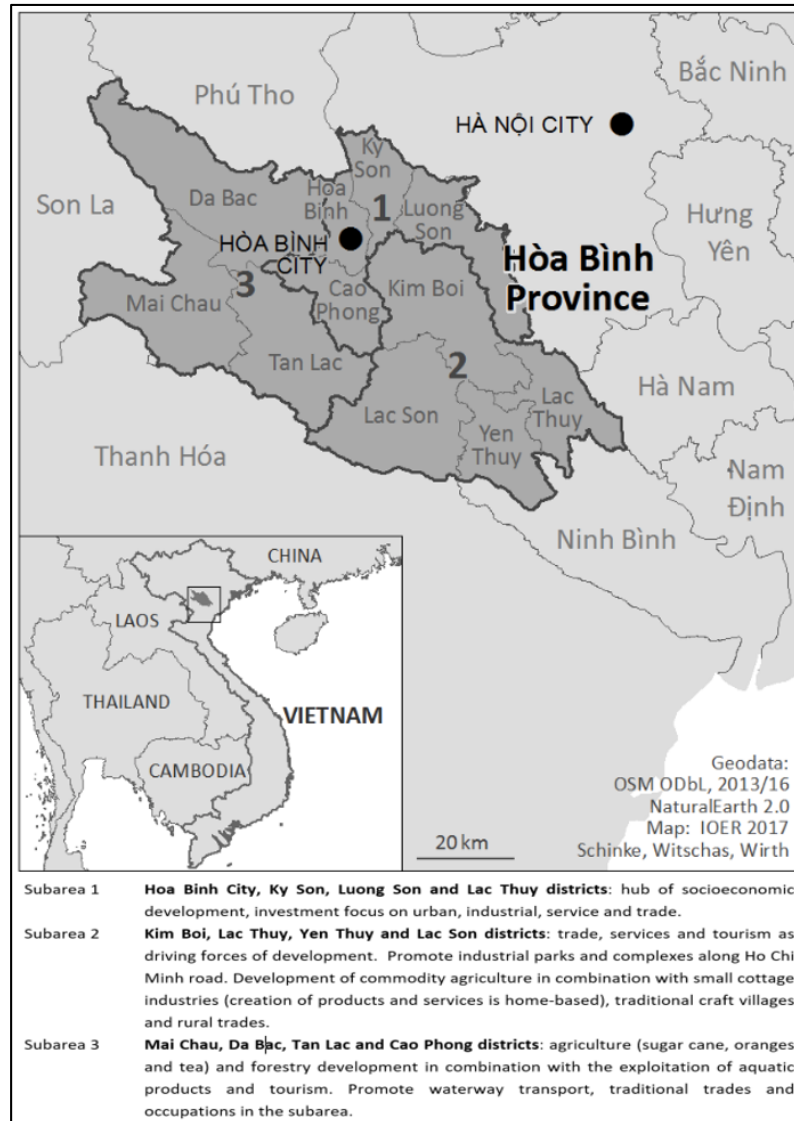 Phú Tho
Bắc Ninh
HÀ NỘI CITY
Ky
Son
Da Bac
Hoa
Binh
1
Luong
Son
Son La
Hưng
Yên
HÒA BÌNH
CITY
Hòa Bình
Province
3
Mai Chau
Cao
Phong
Kim Boi
Tan Lac
2
Hà Nam
Lac Son
Lac
Thuy
Yen
Thuy
Thanh Hóa
Nam
Định
Ninh Bình
CHINA
LAOS
THAILAND
VIETNAM
CAMBODIA
Geodata:
OSM ODbL, 2013/16
NaturalEarth 2.0
Map: IOER 2017
Schinke, Witschas, Wirth
20 km
Subarea 1 Hoa Binh City, Ky Son, Luong Son and Lac Thuy districts: hub of socioeconomic
development, investment focus on urban, industrial, service and trade.
Subarea 2 Kim Boi, Lac Thuy, Yen Thuy and Lac Son districts: trade, services and tourism as
driving forces of development. Promote industrial parks and complexes along Ho Chi
Minh road. Development of commodity agriculture in combination with small cottage
industries (creation of products and services is home-based), traditional craft villages
and rural trades.
Subarea 3 Mai Chau, Da Bac, Tan Lac and Cao Phong districts: agriculture (sugar cane, oranges
and tea) and forestry development in combination with the exploitation of aquatic
products and tourism. Promote waterway transport, traditional trades and
occupations in the subarea.